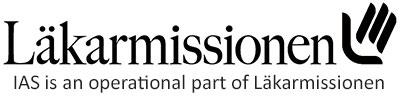 Läkarmissionen
IAS is an operational part of Läkarmissionen